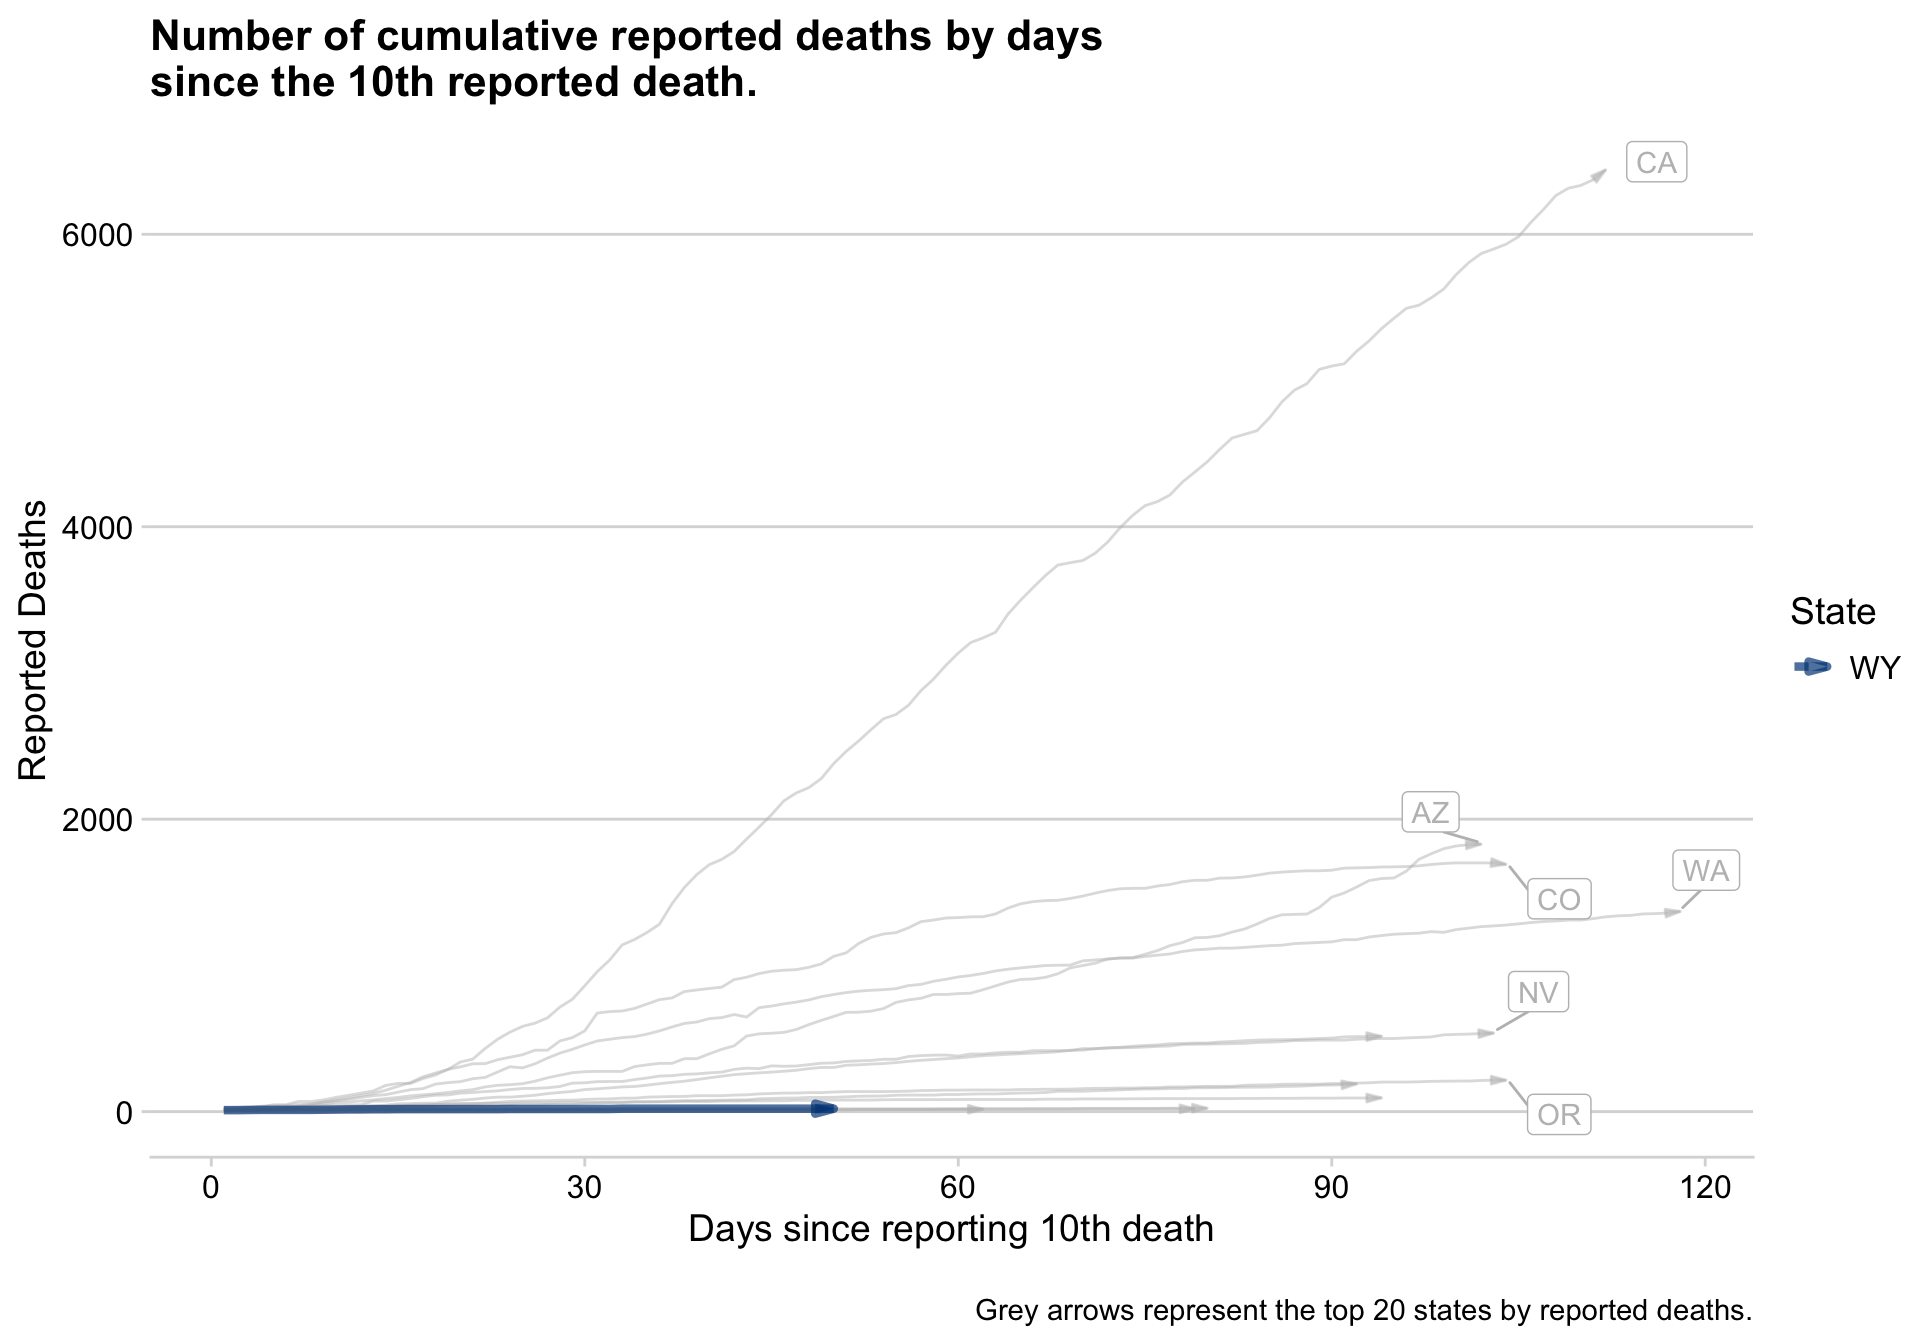 Number of cumulative reported deaths by days
since the 10th reported death.
CA
6000
4000
2000
0
AZ
WA
CO
NV
OR
Reported Deaths
State
WY
0 30 60 90 120
Days since reporting 10th death
Grey arrows represent the top 20 states by reported deaths.